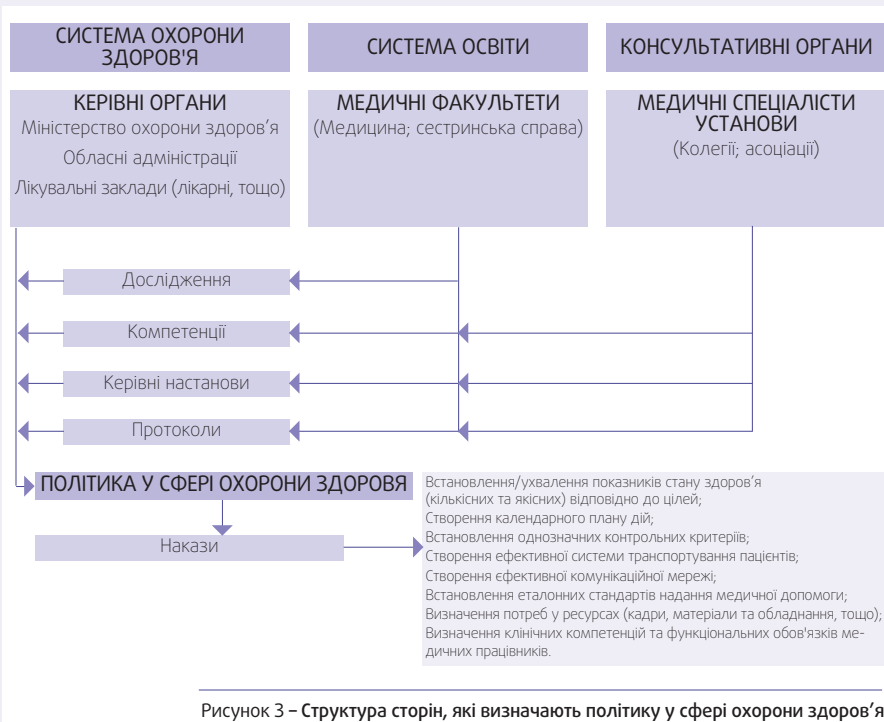 СИСТЕМА ОХОРОНИ
ЗДОРОВ'Я
СИСТЕМА ОСВІТИ
КОНСУЛЬТАТИВНІ ОРГАНИ
КЕРІВНІ ОРГАНИ
Міністерство охорони здоров’я
Обласні адміністрації
Лікувальні заклади (лікарні, тощо)
МЕДИЧНІ ФАКУЛЬТЕТИ
(Медицина; сестринська справа)
МЕДИЧНІ СПЕЦІАЛІСТИ
УСТАНОВИ
(Колегії; асоціації)
Дослідження
Компетенції
Керівні настанови
Протоколи
ПОЛІТИКА У СФЕРІ ОХОРОНИ ЗДОРОВЯ
Накази
Встановлення/ухвалення показників стану здоров’я
(кількісних та якісних) відповідно до цілей;
Створення календарного плану дій;
Встановлення однозначних контрольних критеріїв;
Створення ефективної системи транспортування пацієнтів;
Створення єфективної комунікаційної мережі;
Встановлення еталонних стандартів надання медичної допомоги;
Визначення потреб у ресурсах (кадри, матеріали та обладнання, тощо);
Визначення клінічних компетенцій та функціональних обов'язків ме-
дичних працівників.
Рисунок 3 – Структура сторін, які визначають політику у сфері охорони здоров’я